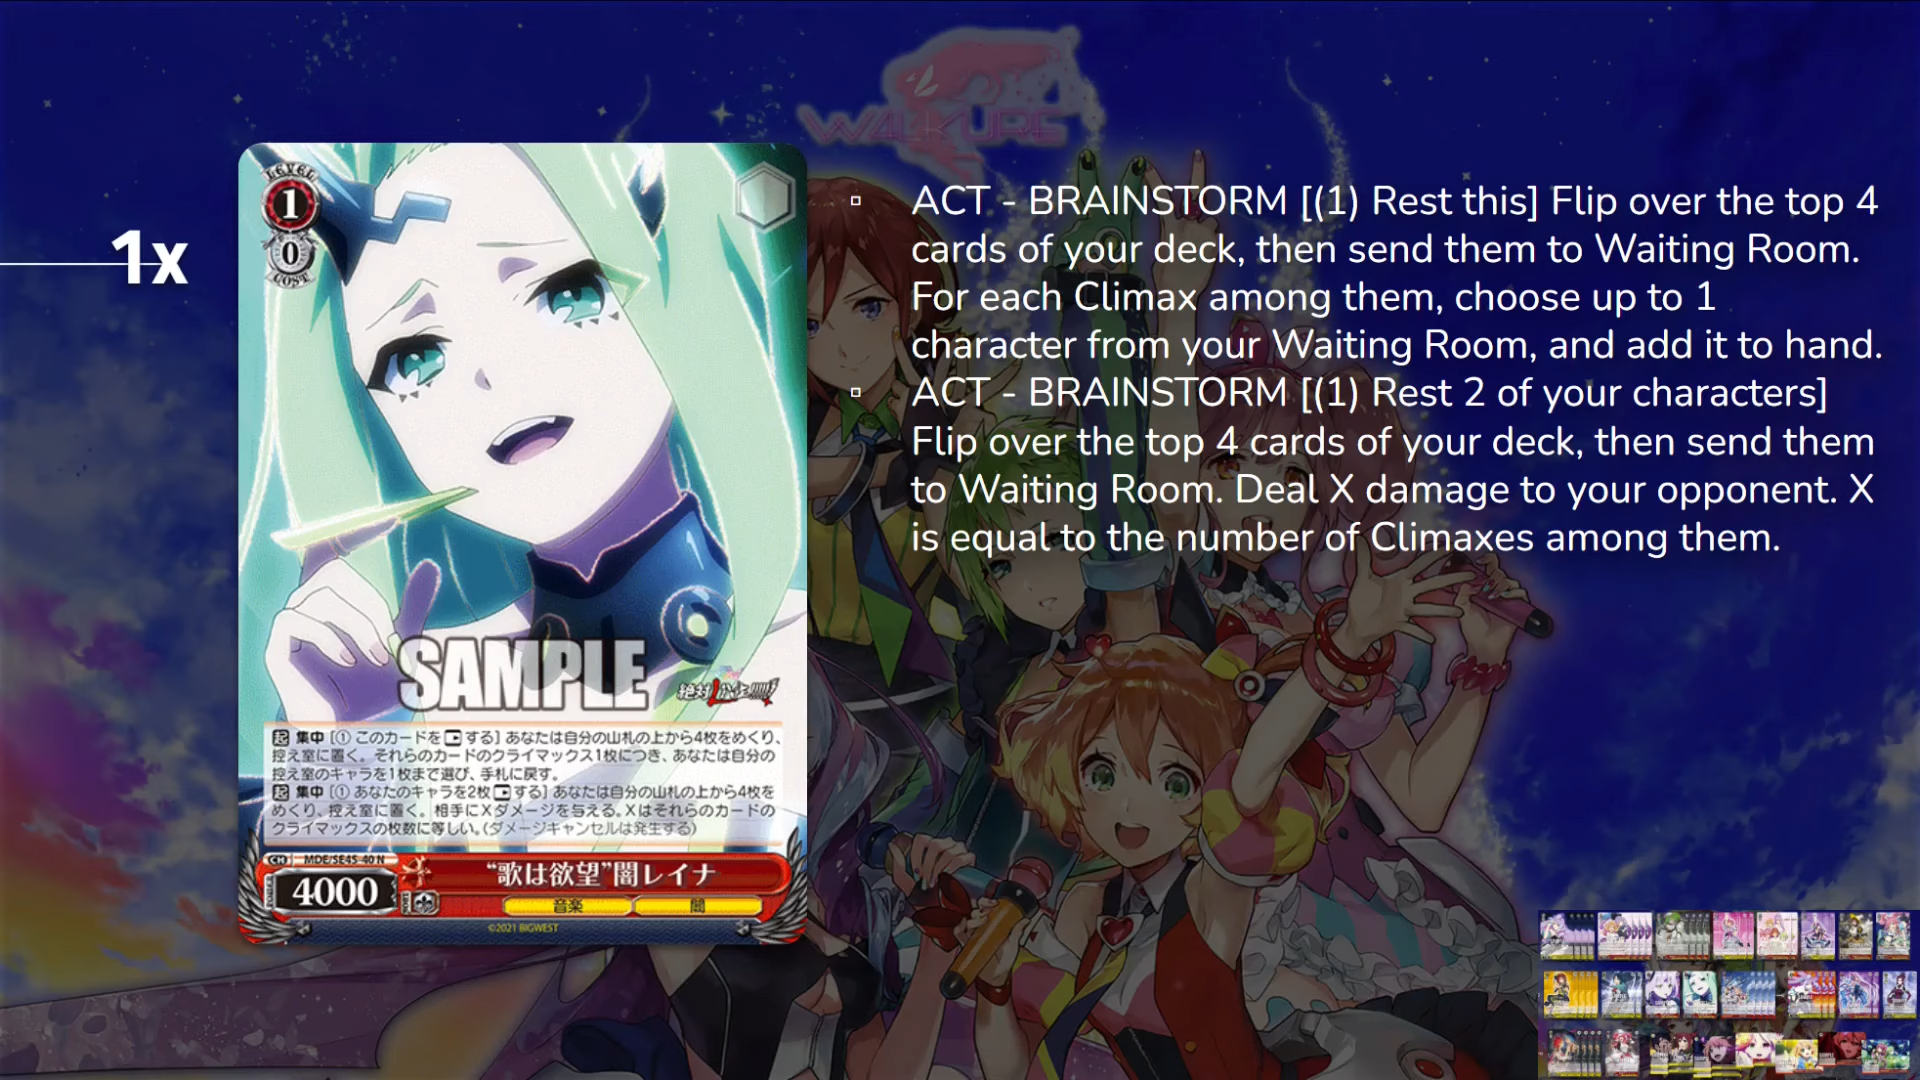 WALKURE
1x
LEVEL
1
0
COST
SAMPLE
絶対LIVE!!!!!!
起 集中 [① このカードを する] あなたは自分の山札の上から4枚をめくり、
控え室に置く。それらのカードのクライマックス1枚につき、あなたは自分の
控え室のキャラを1枚まで選び、手札に戻す。
起 集中 [① あなたのキャラを2枚 する] あなたは自分の山札の上から4枚を
めくり、控え室に置く。相手にXダメージを与える。Xはそれらのカードの
クライマックスの枚数に等しい。(ダメージキャンセルは発生する)
CH MDE/SE45-40 N
“歌は欲望”闇レイナ
POWER 4000 SOUL
音楽 闇
©2021 BIGWEST
ACT - BRAINSTORM [(1) Rest this] Flip over the top 4
cards of your deck, then send them to Waiting Room.
For each Climax among them, choose up to 1
character from your Waiting Room, and add it to hand.
ACT - BRAINSTORM [(1) Rest 2 of your characters]
Flip over the top 4 cards of your deck, then send them
to Waiting Room. Deal X damage to your opponent. X
is equal to the number of Climaxes among them.